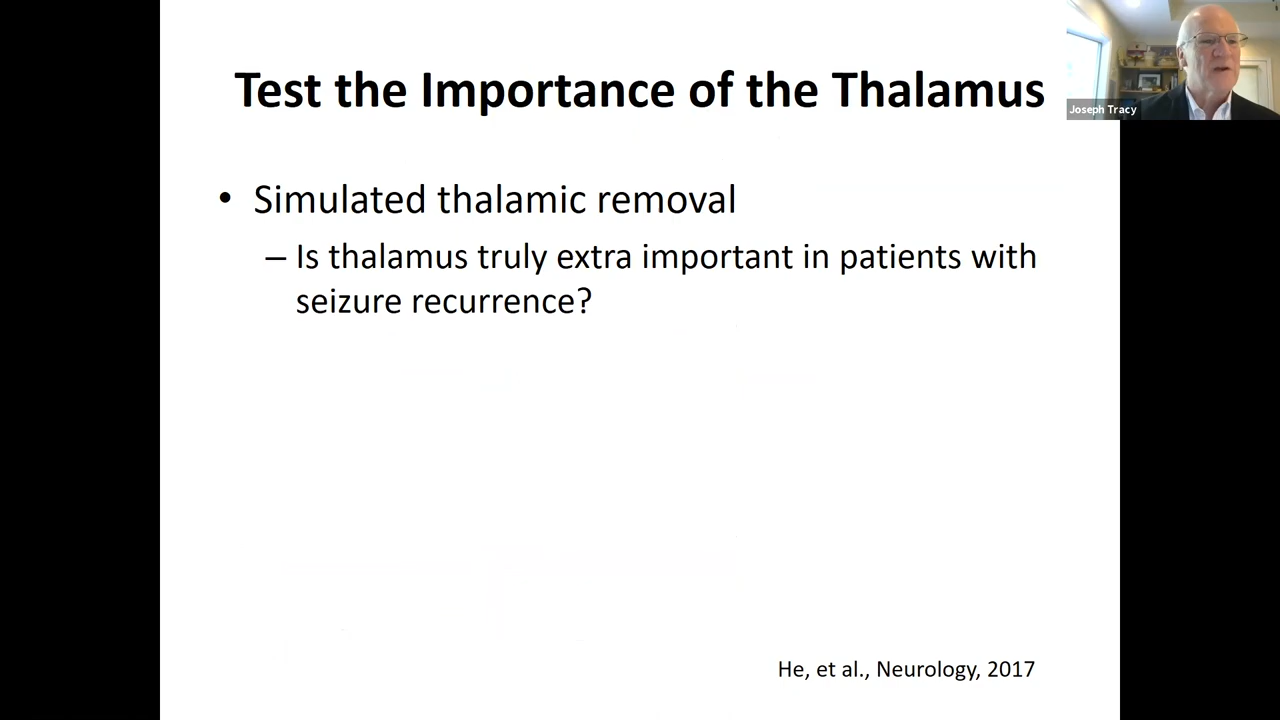 Test the Importance of the Thalamus
Joseph Tracy
• Simulated thalamic removal
– Is thalamus truly extra important in patients with
seizure recurrence?
He, et al., Neurology, 2017